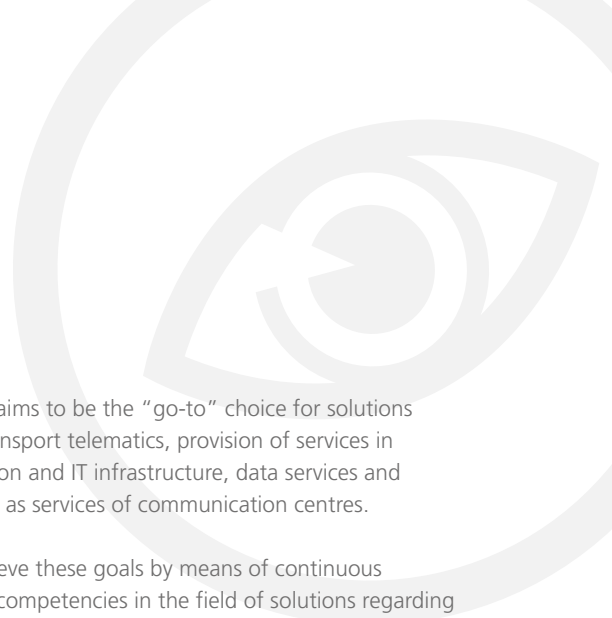 aims to be the “go-to” choice for solutions
nsport telematics, provision of services in
on and IT infrastructure, data services and
as services of communication centres.
eve these goals by means of continuous
competencies in the field of solutions regarding